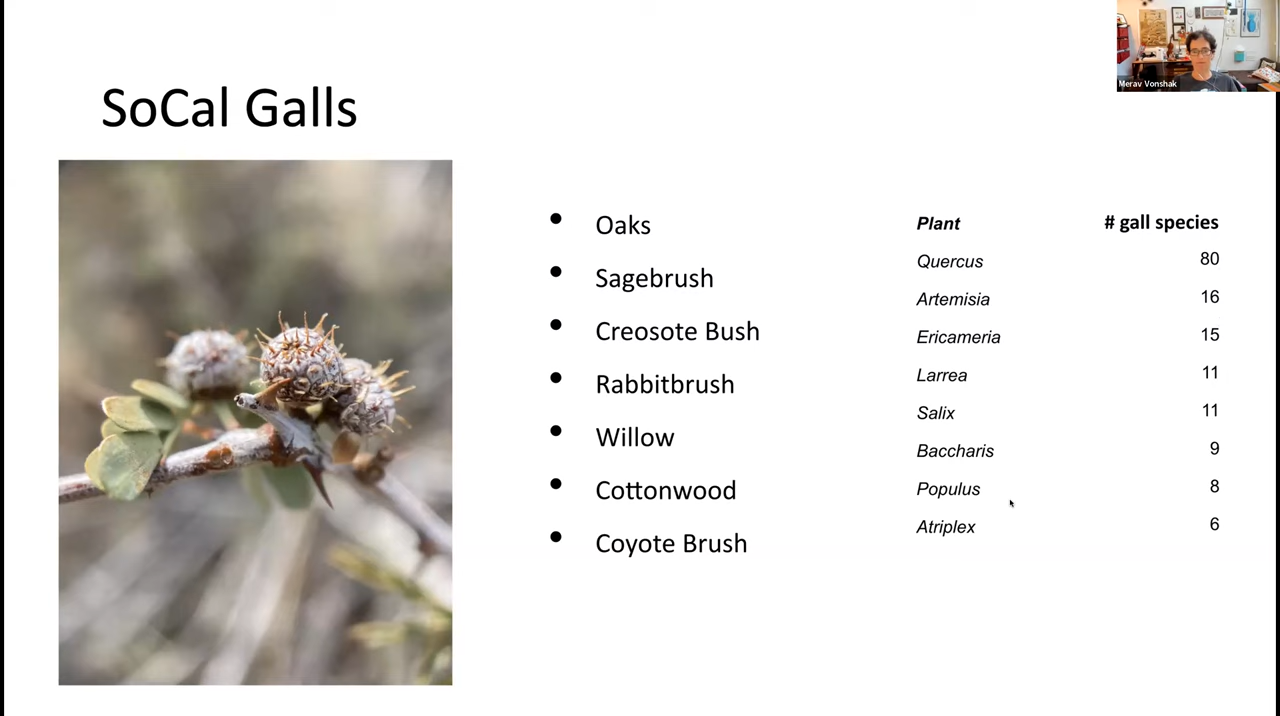 Merav Vonshak
SoCal Galls
Oaks
Sagebrush
Creosote Bush
Rabbitbrush
Willow
Cottonwood
Coyote Brush
Plant # gall species
Quercus 80
Artemisia 16
Ericameria 15
Larrea 11
Salix 11
Baccharis 9
Populus 8
Atriplex 6